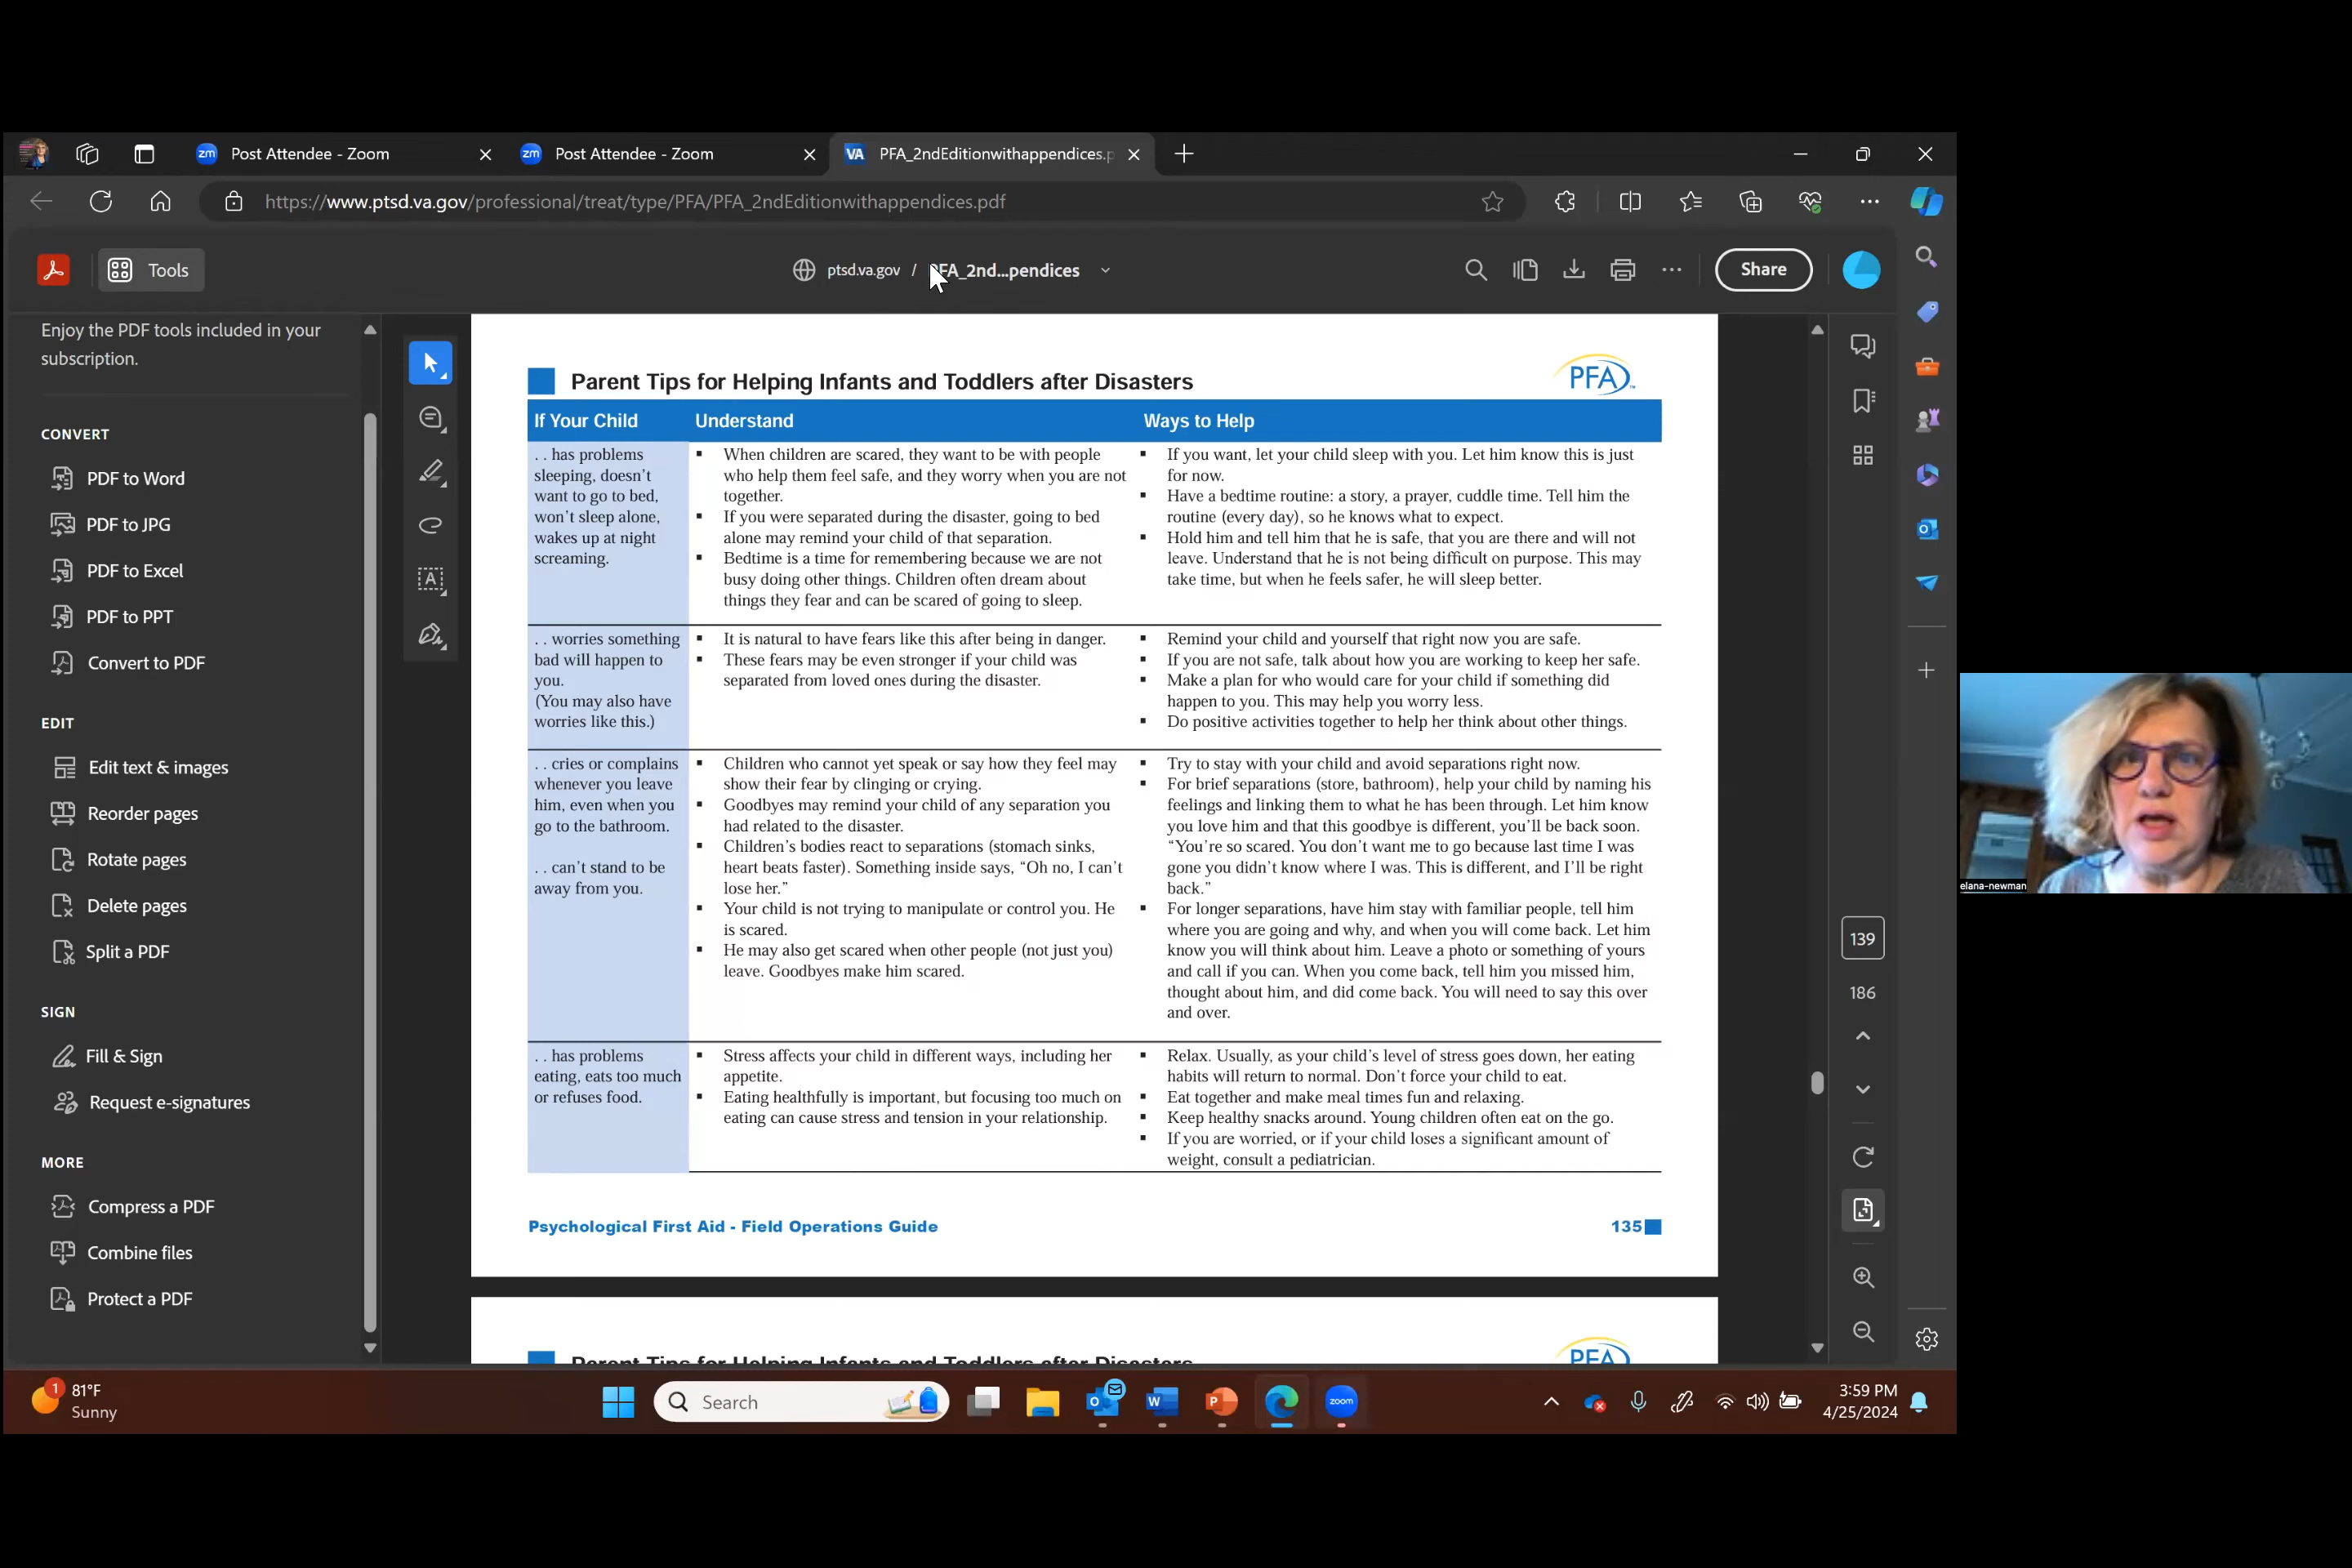 Post Attendee - Zoom
Post Attendee - Zoom
VA PFA_2ndEditionwithappendices.p
https://www.ptsd.va.gov/professional/treat/type/PFA/PFA_2ndEditionwithappendices.pdf
Tools
ptsd.va.gov / PFA_2nd...pendices
Share
Enjoy the PDF tools included in your
subscription.
CONVERT
PDF to Word
PDF to JPG
PDF to Excel
PDF to PPT
Convert to PDF
EDIT
Edit text & images
Reorder pages
Rotate pages
Delete pages
Split a PDF
SIGN
Fill & Sign
Request e-signatures
MORE
Compress a PDF
Combine files
Protect a PDF
Parent Tips for Helping Infants and Toddlers after Disasters
PFA
If Your Child
Understand
Ways to Help
. . has problems
sleeping, doesn't
want to go to bed,
won't sleep alone,
wakes up at night
screaming.
When children are scared, they want to be with people
who help them feel safe, and they worry when you are not
together.
If you were separated during the disaster, going to bed
alone may remind your child of that separation.
Bedtime is a time for remembering because we are not
busy doing other things. Children often dream about
things they fear and can be scared of going to sleep.
If you want, let your child sleep with you. Let him know this is just
for now.
Have a bedtime routine: a story, a prayer, cuddle time. Tell him the
routine (every day), so he knows what to expect.
Hold him and tell him that he is safe, that you are there and will not
leave. Understand that he is not being difficult on purpose. This may
take time, but when he feels safer, he will sleep better.
. . worries something
bad will happen to
you.
(You may also have
worries like this.)
It is natural to have fears like this after being in danger.
These fears may be even stronger if your child was
separated from loved ones during the disaster.
Remind your child and yourself that right now you are safe.
If you are not safe, talk about how you are working to keep her safe.
Make a plan for who would care for your child if something did
happen to you. This may help you worry less.
Do positive activities together to help her think about other things.
. . cries or complains
whenever you leave
him, even when you
go to the bathroom.
. . can't stand to be
away from you.
Children who cannot yet speak or say how they feel may
show their fear by clinging or crying.
Goodbyes may remind your child of any separation you
had related to the disaster.
Children's bodies react to separations (stomach sinks,
heart beats faster). Something inside says, "Oh no, I can't
lose her."
Your child is not trying to manipulate or control you. He
is scared.
He may also get scared when other people (not just you)
leave. Goodbyes make him scared.
Try to stay with your child and avoid separations right now.
For brief separations (store, bathroom), help your child by naming his
feelings and linking them to what he has been through. Let him know
you love him and that this goodbye is different, you'll be back soon.
"You're so scared. You don't want me to go because last time I was
gone you didn't know where I was. This is different, and I'll be right
back."
For longer separations, have him stay with familiar people, tell him
where you are going and why, and when you will come back. Let him
know you will think about him. Leave a photo or something of yours
and call if you can. When you come back, tell him you missed him,
thought about him, and did come back. You will need to say this over
and over.
. . has problems
eating, eats too much
or refuses food.
Stress affects your child in different ways, including her
appetite.
Eating healthfully is important, but focusing too much on
eating can cause stress and tension in your relationship.
Relax. Usually, as your child's level of stress goes down, her eating
habits will return to normal. Don't force your child to eat.
Eat together and make meal times fun and relaxing.
Keep healthy snacks around. Young children often eat on the go.
If you are worried, or if your child loses a significant amount of
weight, consult a pediatrician.
Psychological First Aid - Field Operations Guide
135
Parent Tips for Helping Infants and Toddlers after Disasters
PFA
139
186
elana-newman
1
81°F
Sunny
Search
zoom
3:59 PM
4/25/2024